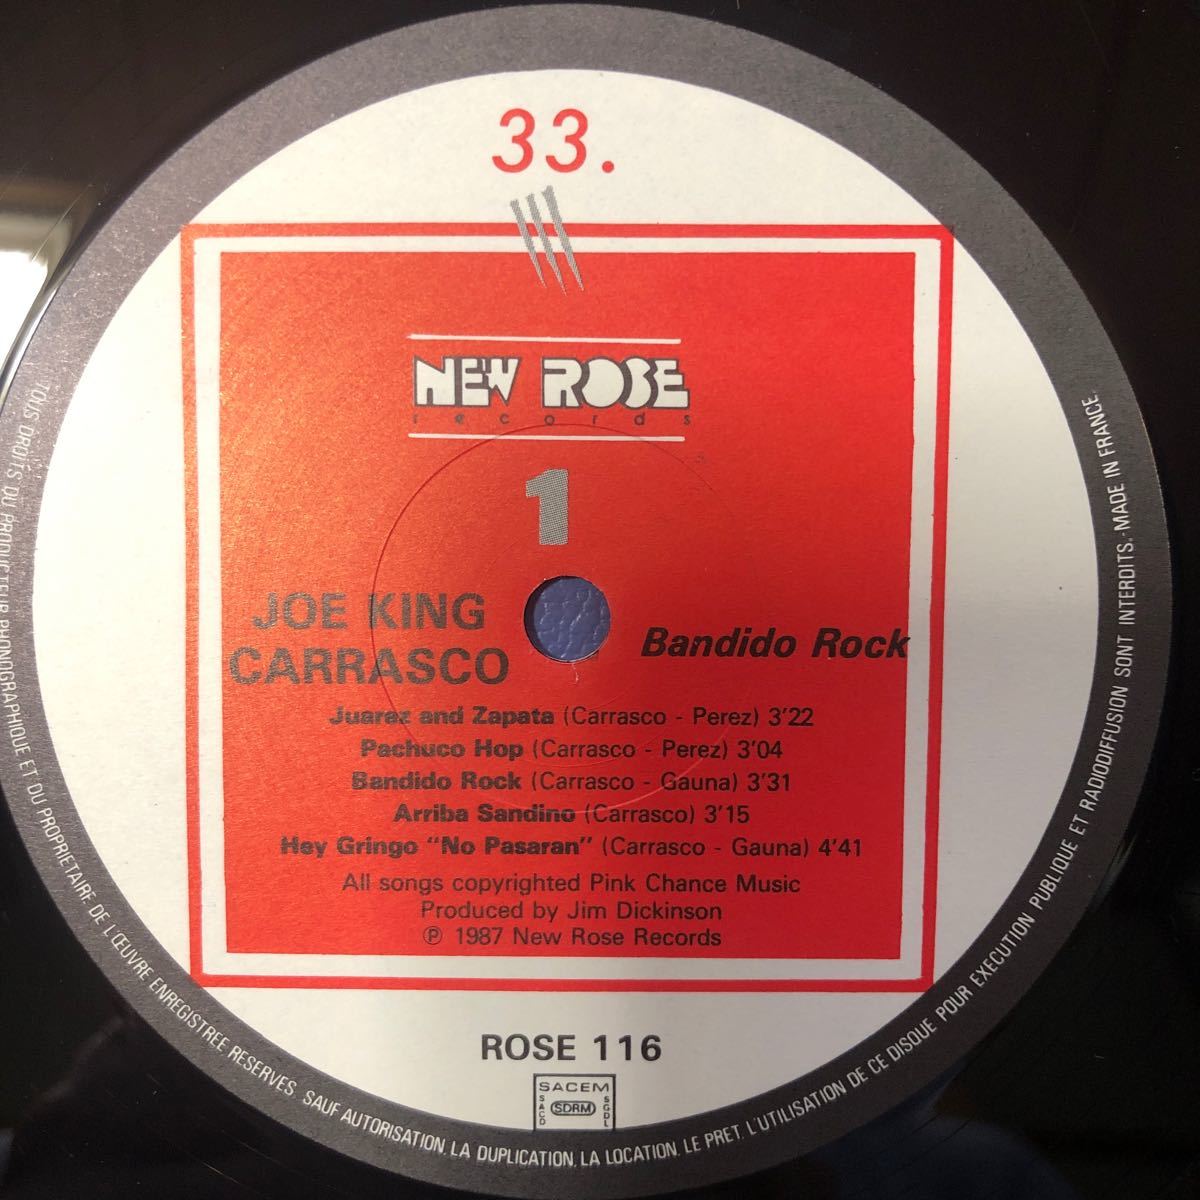 33.
NEW ROSE
records
1
JOE KING
CARRASCO
Bandido Rock
Juaraz and Zapata (Carrasco - Perez) 3'22
Pachuco Hop (Carrasco - Perez) 3'04
Bandido Rock (Carrasco - Gauna) 3'31
Arriba Sandino (Carrasco) 3'15
Hey Gringo "No Pasaran" (Carrasco - Gauna) 4'41
All songs copyrighted Pink Chance Music
Produced by Jim Dickinson
℗ 1987 New Rose Records
ROSE 116
SACEM
SACD
SDRM
SGDL
TOUS DROITS DU PRODUCTEUR PHONOGRAPHIQUE ET DU PROPRIETAIRE DE L'ŒUVRE ENREGISTREE RESERVES. SAUF AUTORISATION, LA DUPLICATION, LA LOCATION, LE PRET, L'UTILISATION DE CE DISQUE POUR EXECUTION PUBLIQUE ET RADIODIFFUSION SONT INTERDITS.-MADE IN FRANCE.